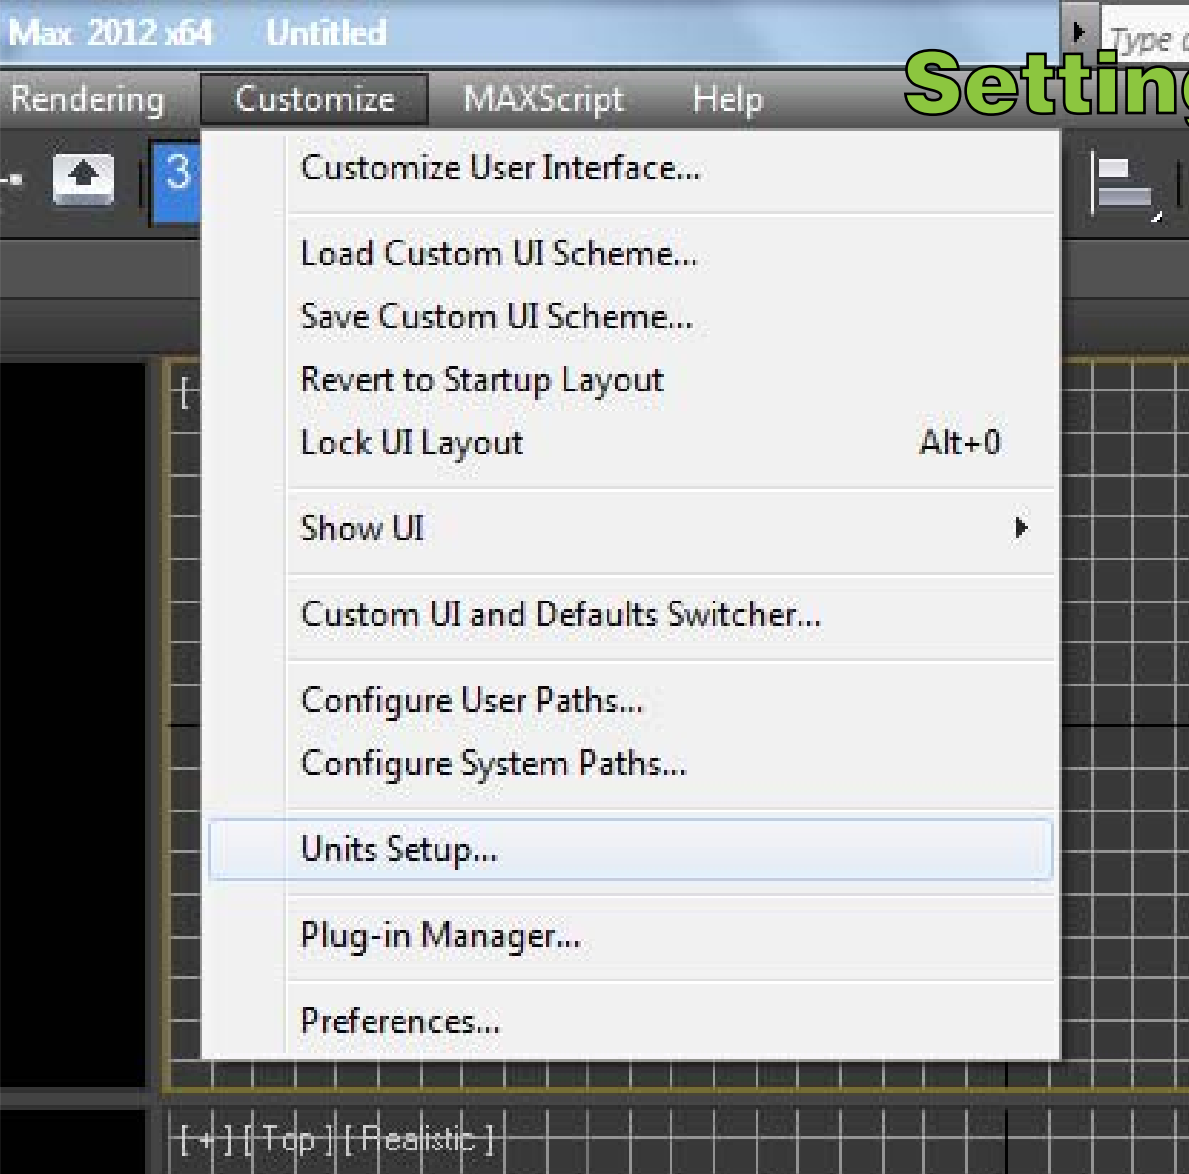 Max 2012 x64 Untitled
Type
Setting
Rendering Customize MAXScript Help
3
Customize User Interface...
Load Custom UI Scheme...
Save Custom UI Scheme...
Revert to Startup Layout
Lock UI Layout Alt+0
Show UI
Custom UI and Defaults Switcher...
Configure User Paths...
Configure System Paths...
Units Setup...
Plug-in Manager...
Preferences...
[ + ] [ Top ] [ Realistic ]